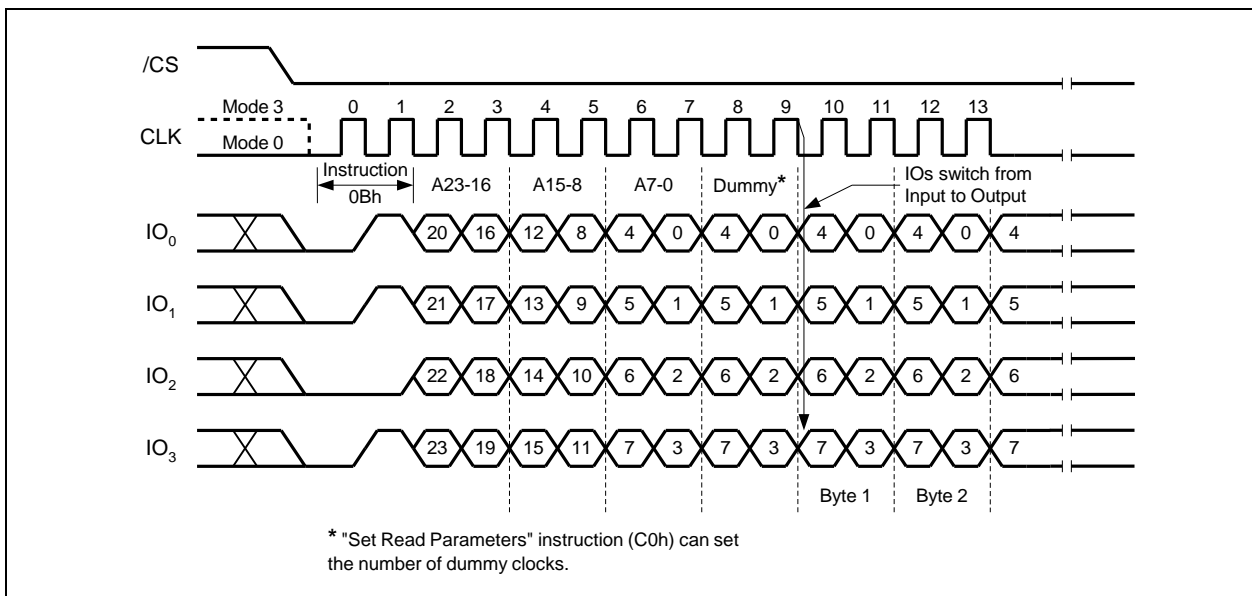 /CS
Mode 3 0 1 2 3 4 5 6 7 8 9 10 11 12 13
CLK
Mode 0
Instruction
0Bh
A23-16 A15-8 A7-0 Dummy*
IOs switch from
Input to Output
IO0 20 16 12 8 4 0 4 0 4 0 4 0 4
IO1 21 17 13 9 5 1 5 1 5 1 5 1 5
IO2 22 18 14 10 6 2 6 2 6 2 6 2 6
IO3 23 19 15 11 7 3 7 3 7 3 7 3 7
Byte 1 Byte 2
* "Set Read Parameters" instruction (C0h) can set
the number of dummy clocks.